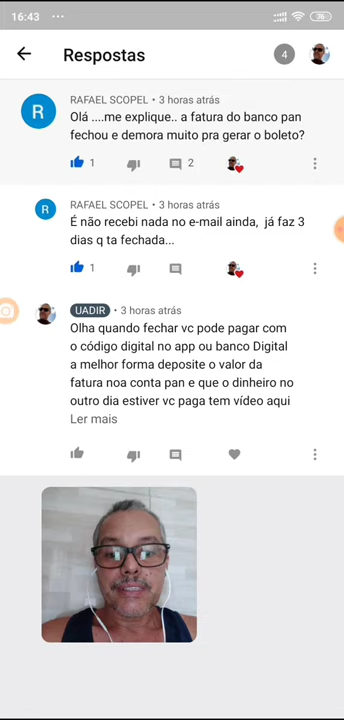 16:43 ... 36
Respostas 4
R RAFAEL SCOPEL • 3 horas atrás
Olá ....me explique.. a fatura do banco pan
fechou e demora muito pra gerar o boleto?
1 2
R RAFAEL SCOPEL • 3 horas atrás
É não recebi nada no e-mail ainda, já faz 3
dias q ta fechada...
1
UADIR • 3 horas atrás
Olha quando fechar vc pode pagar com
o código digital no app ou banco Digital
a melhor forma deposite o valor da
fatura noa conta pan e que o dinheiro no
outro dia estiver vc paga tem vídeo aqui
Ler mais